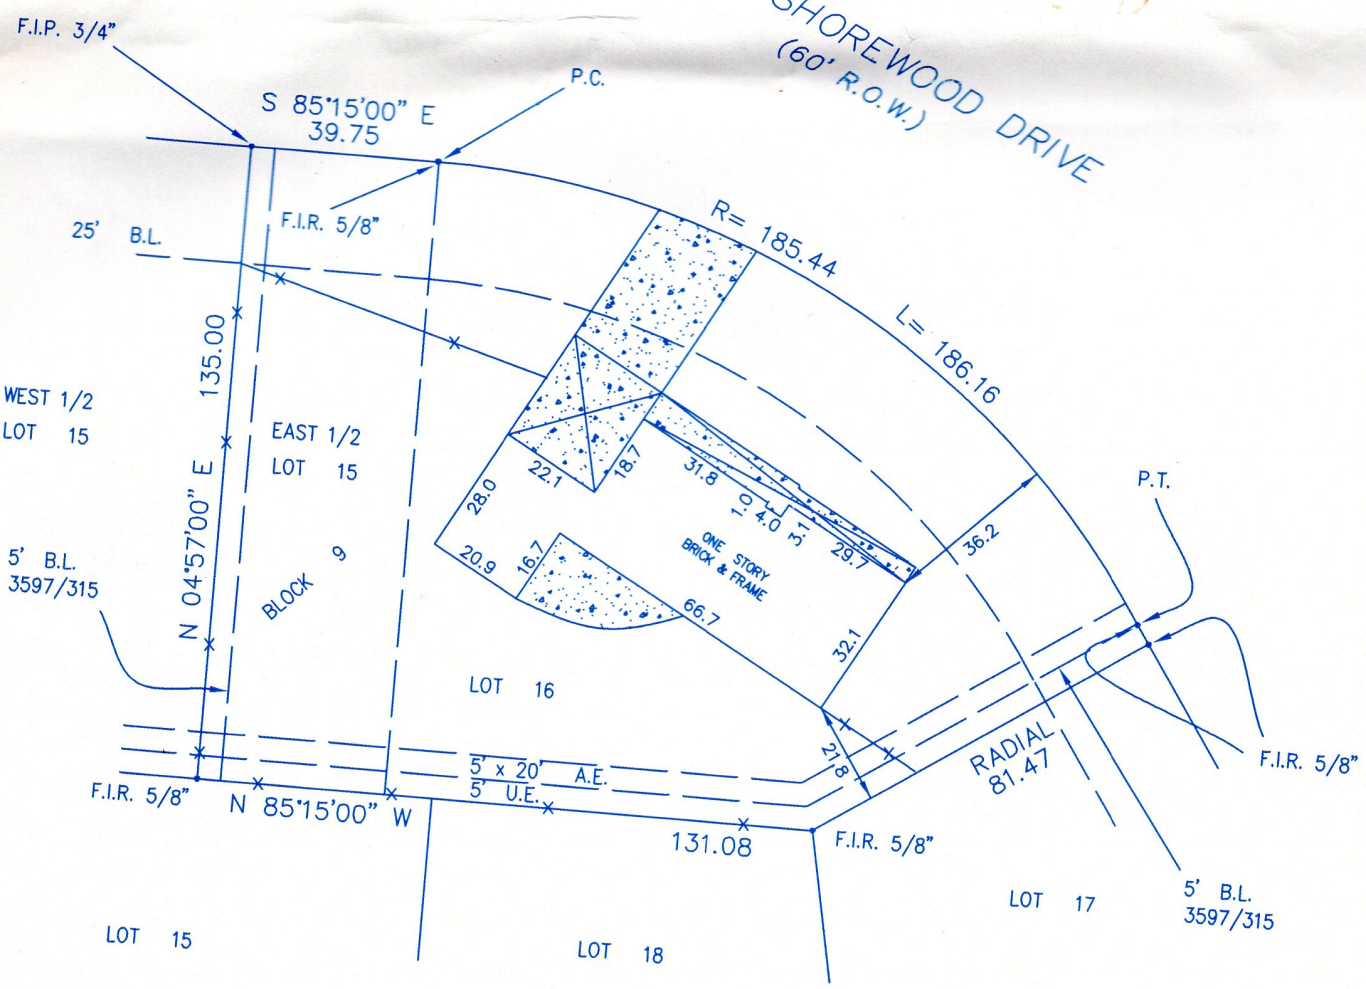 SHOREWOOD DRIVE
(60' R.O.W.)
F.I.P. 3/4"
P.C.
S 85°15'00" E
39.75
F.I.R. 5/8"
25' B.L.
R= 185.44
L= 186.16
135.00
N 04°57'00" E
WEST 1/2
LOT 15
EAST 1/2
LOT 15
BLOCK 9
5' B.L.
3597/315
22.1
18.7
28.0
20.9
16.7
31.8
1.0
4.0
3.1
29.7
ONE STORY
BRICK & FRAME
66.7
32.1
36.2
21.8
P.T.
LOT 16
5' x 20' A.E.
5' U.E.
F.I.R. 5/8"
N 85°15'00" W
131.08
F.I.R. 5/8"
RADIAL
81.47
F.I.R. 5/8"
5' B.L.
3597/315
LOT 17
LOT 15
LOT 18